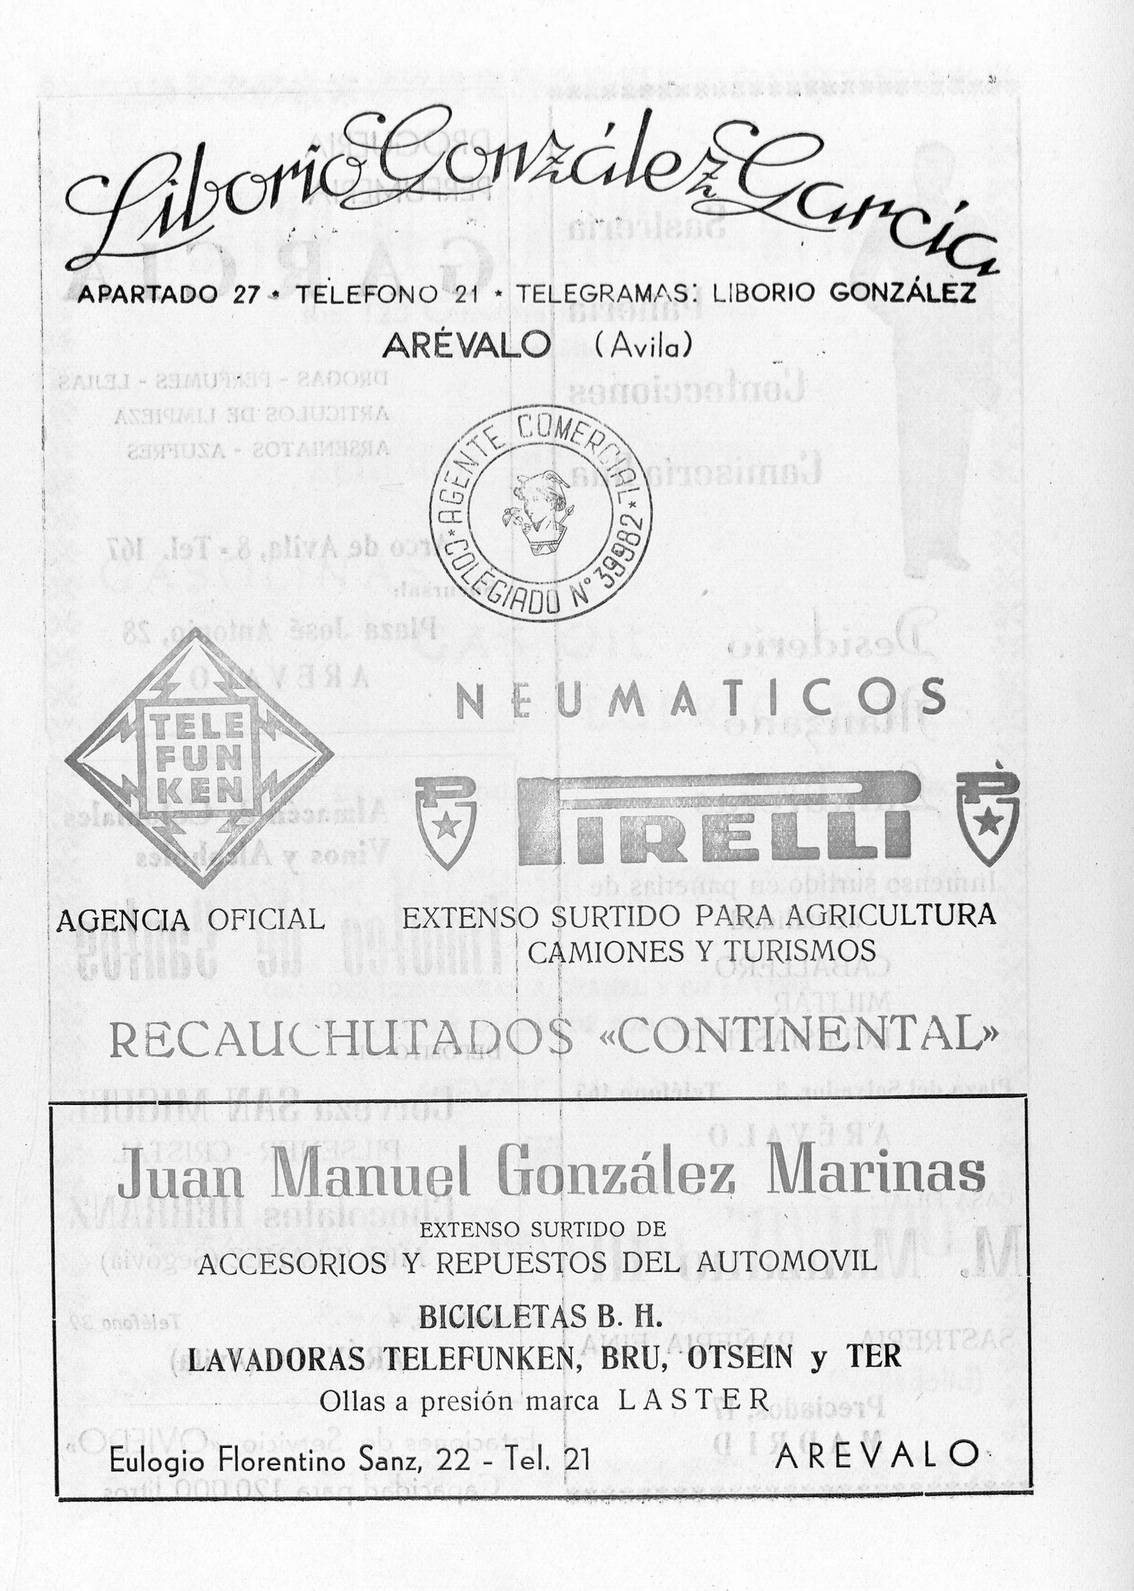 Liborio González García
APARTADO 27 * TELEFONO 21 * TELEGRAMAS: LIBORIO GONZÁLEZ
ARÉVALO (Avila)
* AGENTE COMERCIAL *
COLEGIADO N° 39982
TELE
FUN
KEN
AGENCIA OFICIAL
NEUMATICOS
P PIRELLI P
EXTENSO SURTIDO PARA AGRICULTURA
CAMIONES Y TURISMOS
RECAUCHUTADOS «CONTINENTAL»
Juan Manuel González Marinas
EXTENSO SURTIDO DE
ACCESORIOS Y REPUESTOS DEL AUTOMOVIL
BICICLETAS B. H.
LAVADORAS TELEFUNKEN, BRU, OTSEIN y TER
Ollas a presión marca LASTER
Eulogio Florentino Sanz, 22 - Tel. 21 AREVALO